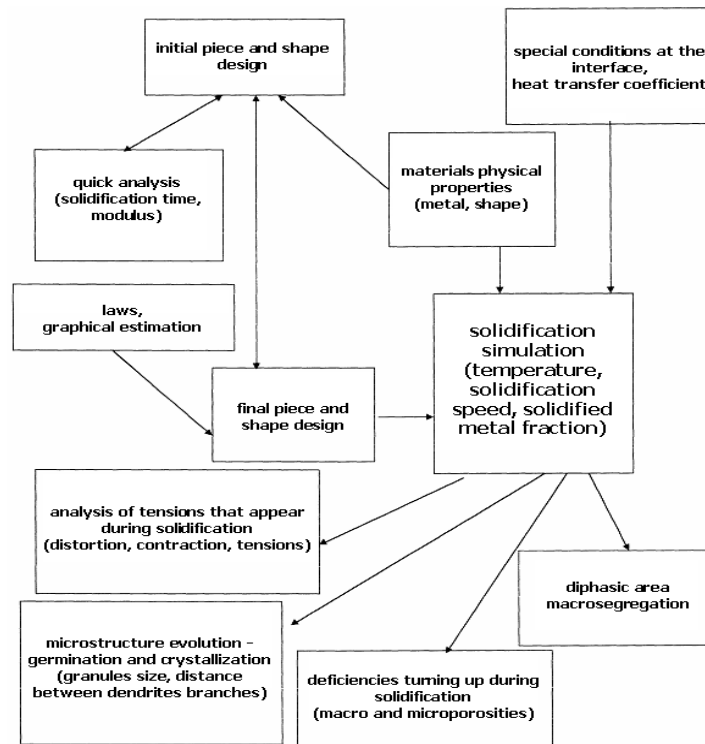 initial piece and shape
design
special conditions at the
interface,
heat transfer coefficient
quick analysis
(solidification time,
modulus)
materials physical
properties
(metal, shape)
laws,
graphical estimation
solidification
simulation
(temperature,
solidification
speed, solidified
metal fraction)
final piece and
shape design
analysis of tensions that appear
during solidification
(distortion, contraction, tensions)
diphasic area
macrosegregation
microstructure evolution -
germination and crystallization
(granules size, distance
between dendrites branches)
deficiencies turning up during
solidification
(macro and microporosities)